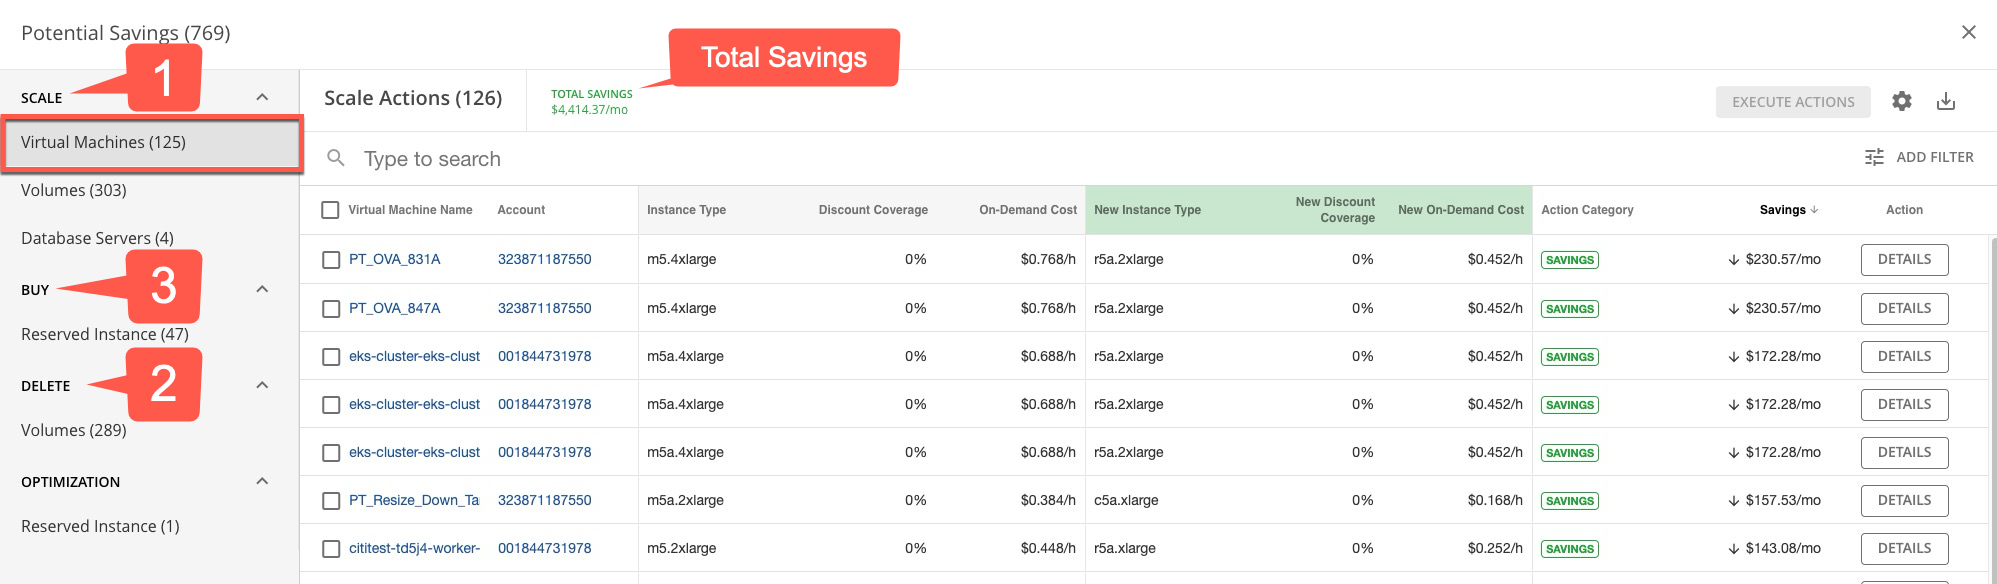 Potential Savings (769)
1
Total Savings
SCALE
Virtual Machines (125)
Volumes (303)
Database Servers (4)
BUY
3
Reserved Instance (47)
DELETE
2
Volumes (289)
OPTIMIZATION
Reserved Instance (1)
Scale Actions (126)
TOTAL SAVINGS
$4,414.37/mo
EXECUTE ACTIONS
Type to search
ADD FILTER
Virtual Machine Name Account Instance Type Discount Coverage On-Demand Cost New Instance Type New Discount Coverage New On-Demand Cost Action Category Savings ↓ Action
PT_OVA_831A 323871187550 m5.4xlarge 0% $0.768/h r5a.2xlarge 0% $0.452/h SAVINGS ↓ $230.57/mo DETAILS
PT_OVA_847A 323871187550 m5.4xlarge 0% $0.768/h r5a.2xlarge 0% $0.452/h SAVINGS ↓ $230.57/mo DETAILS
eks-cluster-eks-clust 001844731978 m5a.4xlarge 0% $0.688/h r5a.2xlarge 0% $0.452/h SAVINGS ↓ $172.28/mo DETAILS
eks-cluster-eks-clust 001844731978 m5a.4xlarge 0% $0.688/h r5a.2xlarge 0% $0.452/h SAVINGS ↓ $172.28/mo DETAILS
eks-cluster-eks-clust 001844731978 m5a.4xlarge 0% $0.688/h r5a.2xlarge 0% $0.452/h SAVINGS ↓ $172.28/mo DETAILS
PT_Resize_Down_Ta 323871187550 m5a.2xlarge 0% $0.384/h c5a.xlarge 0% $0.168/h SAVINGS ↓ $157.53/mo DETAILS
cititest-td5j4-worker- 001844731978 m5.2xlarge 0% $0.448/h r5a.xlarge 0% $0.252/h SAVINGS ↓ $143.08/mo DETAILS